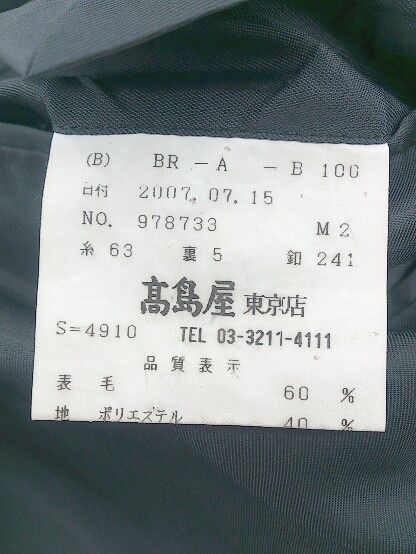 (B) BR-A-B 100
日付 2007.07.15
NO. 978733 M2
糸 63 裏 5 釦 241
髙島屋 東京店
S=4910 TEL 03-3211-4111
品質表示
表 毛 60 %
地 ポリエステル 40 %